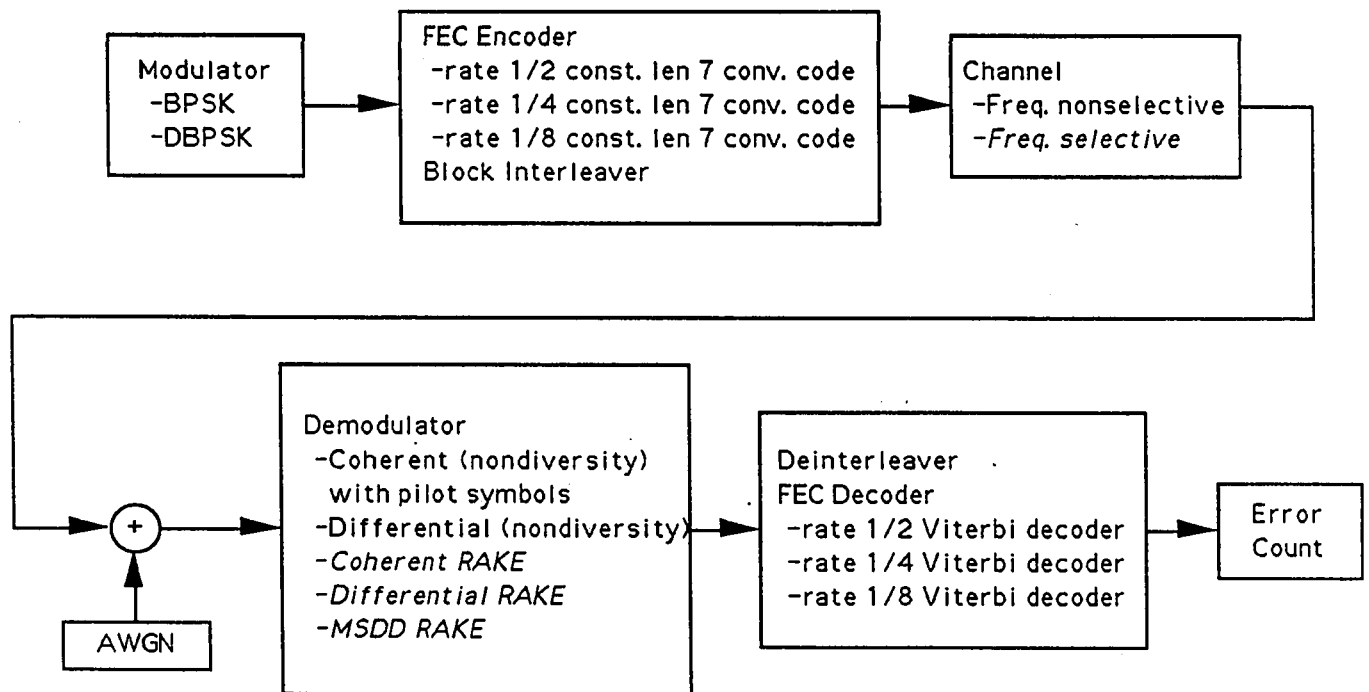 Modulator
-BPSK
-DBPSK
FEC Encoder
-rate 1/2 const. len 7 conv. code
-rate 1/4 const. len 7 conv. code
-rate 1/8 const. len 7 conv. code
Block Interleaver
Channel
-Freq. nonselective
-Freq. selective
+
AWGN
Demodulator
-Coherent (nondiversity)
with pilot symbols
-Differential (nondiversity)
-Coherent RAKE
-Differential RAKE
-MSDD RAKE
Deinterleaver
FEC Decoder
-rate 1/2 Viterbi decoder
-rate 1/4 Viterbi decoder
-rate 1/8 Viterbi decoder
Error
Count